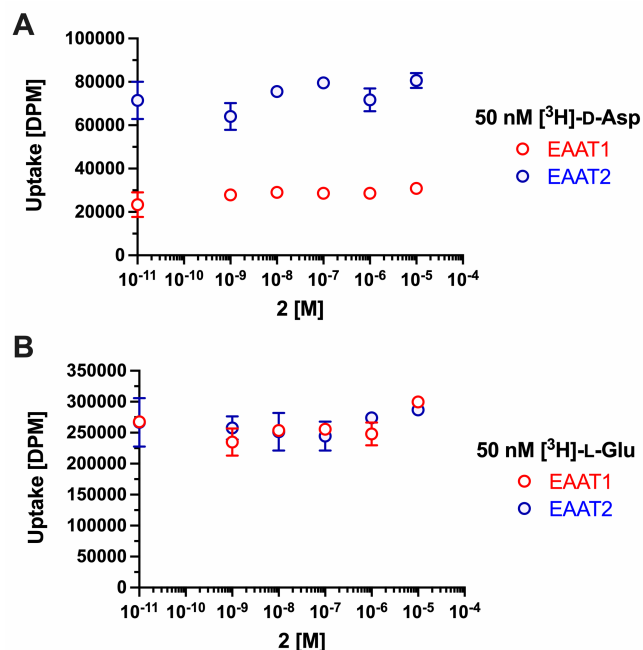 A
100000
80000
60000
40000
20000
0
Uptake [DPM]
10⁻¹¹ 10⁻¹⁰ 10⁻⁹ 10⁻⁸ 10⁻⁷ 10⁻⁶ 10⁻⁵ 10⁻⁴
2 [M]
50 nM [³H]-D-Asp
EAAT1
EAAT2
B
350000
300000
250000
200000
150000
100000
50000
0
Uptake [DPM]
10⁻¹¹ 10⁻¹⁰ 10⁻⁹ 10⁻⁸ 10⁻⁷ 10⁻⁶ 10⁻⁵ 10⁻⁴
2 [M]
50 nM [³H]-L-Glu
EAAT1
EAAT2